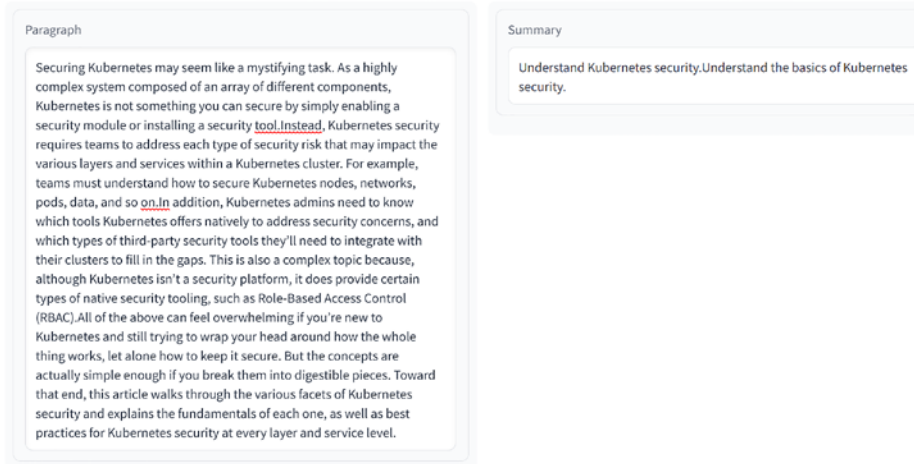 Paragraph
Securing Kubernetes may seem like a mystifying task. As a highly
complex system composed of an array of different components,
Kubernetes is not something you can secure by simply enabling a
security module or installing a security tool.Instead, Kubernetes security
requires teams to address each type of security risk that may impact the
various layers and services within a Kubernetes cluster. For example,
teams must understand how to secure Kubernetes nodes, networks,
pods, data, and so on.In addition, Kubernetes admins need to know
which tools Kubernetes offers natively to address security concerns, and
which types of third-party security tools they'll need to integrate with
their clusters to fill in the gaps. This is also a complex topic because,
although Kubernetes isn't a security platform, it does provide certain
types of native security tooling, such as Role-Based Access Control
(RBAC).All of the above can feel overwhelming if you're new to
Kubernetes and still trying to wrap your head around how the whole
thing works, let alone how to keep it secure. But the concepts are
actually simple enough if you break them into digestible pieces. Toward
that end, this article walks through the various facets of Kubernetes
security and explains the fundamentals of each one, as well as best
practices for Kubernetes security at every layer and service level.
Summary
Understand Kubernetes security.Understand the basics of Kubernetes
security.